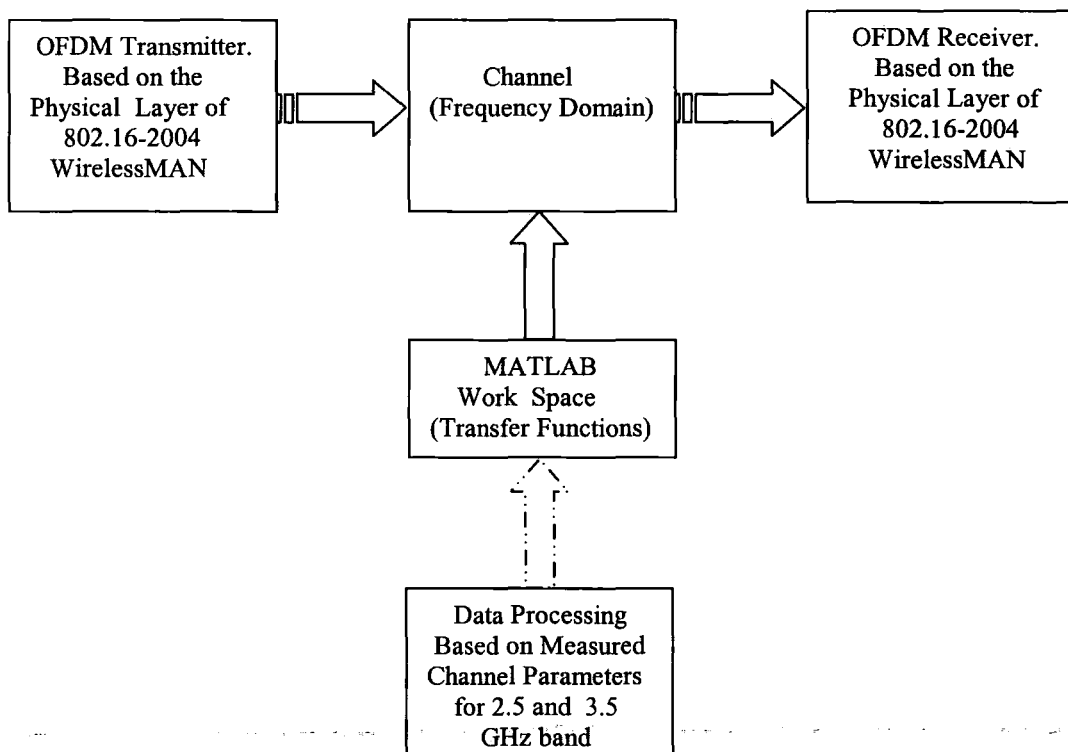 OFDM Transmitter.
Based on the
Physical Layer of
802.16-2004
WirelessMAN
Channel
(Frequency Domain)
OFDM Receiver.
Based on the
Physical Layer of
802.16-2004
WirelessMAN
MATLAB
Work Space
(Transfer Functions)
Data Processing
Based on Measured
Channel Parameters
for 2.5 and 3.5
GHz band